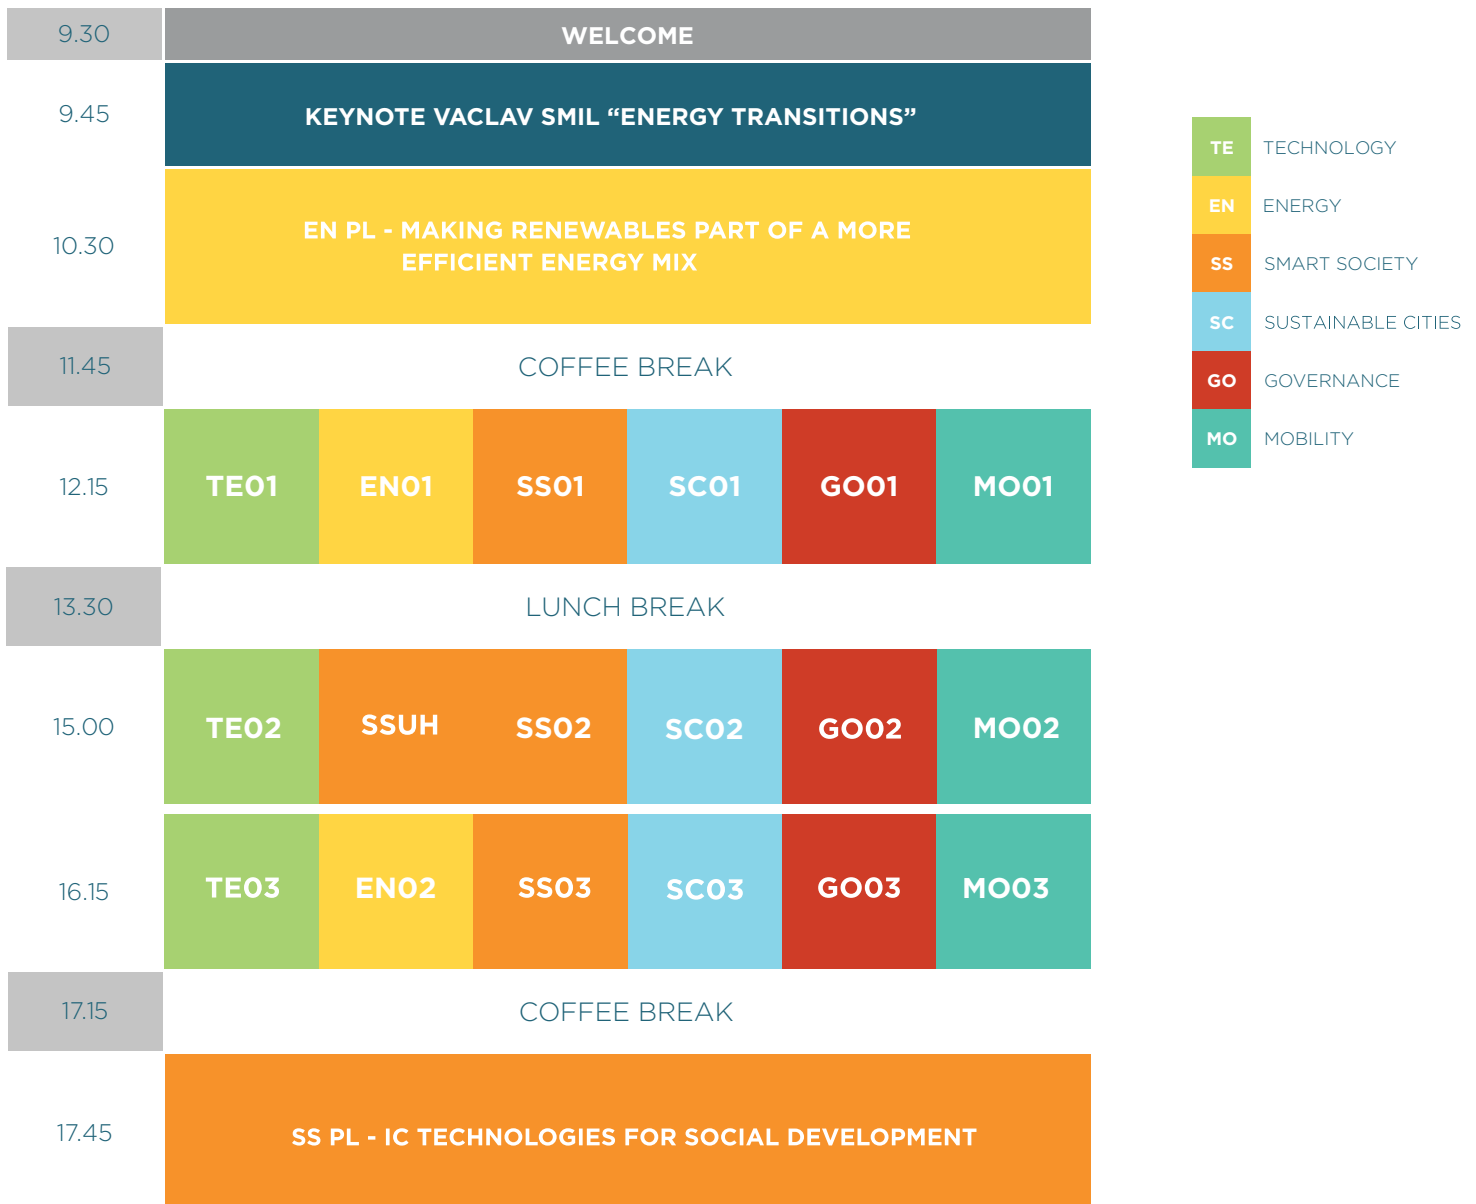 9.30
WELCOME
9.45
KEYNOTE VACLAV SMIL “ENERGY TRANSITIONS”
10.30
EN PL - MAKING RENEWABLES PART OF A MORE
EFFICIENT ENERGY MIX
11.45
COFFEE BREAK
12.15
TE01 EN01 SS01 SC01 GO01 MO01
13.30
LUNCH BREAK
15.00
TE02 SSUH SS02 SC02 GO02 MO02
16.15
TE03 EN02 SS03 SC03 GO03 MO03
17.15
COFFEE BREAK
17.45
SS PL - IC TECHNOLOGIES FOR SOCIAL DEVELOPMENT
TE TECHNOLOGY
EN ENERGY
SS SMART SOCIETY
SC SUSTAINABLE CITIES
GO GOVERNANCE
MO MOBILITY